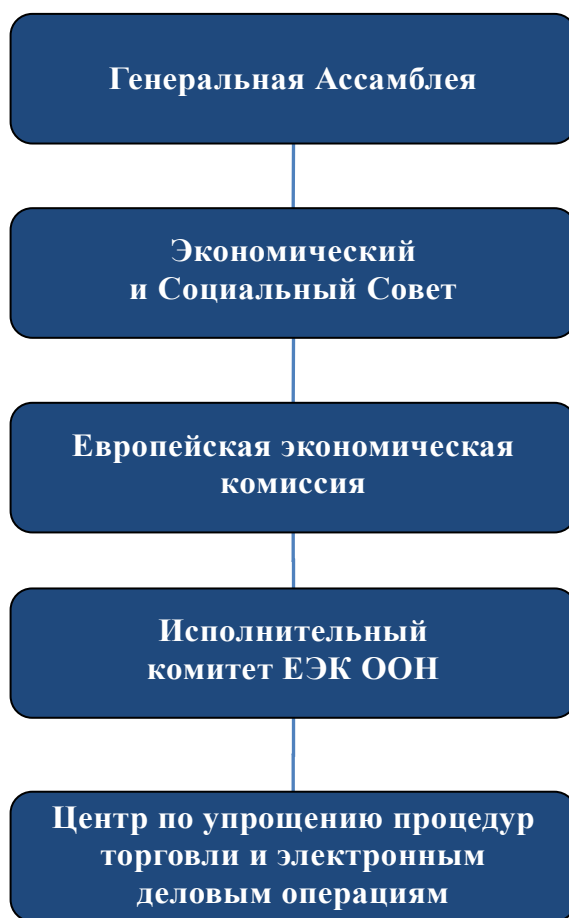 Генеральная Ассамблея
Экономический
и Социальный Совет
Европейская экономическая
комиссия
Исполнительный
комитет ЕЭК ООН
Центр по упрощению процедур
торговли и электронным
деловым операциям